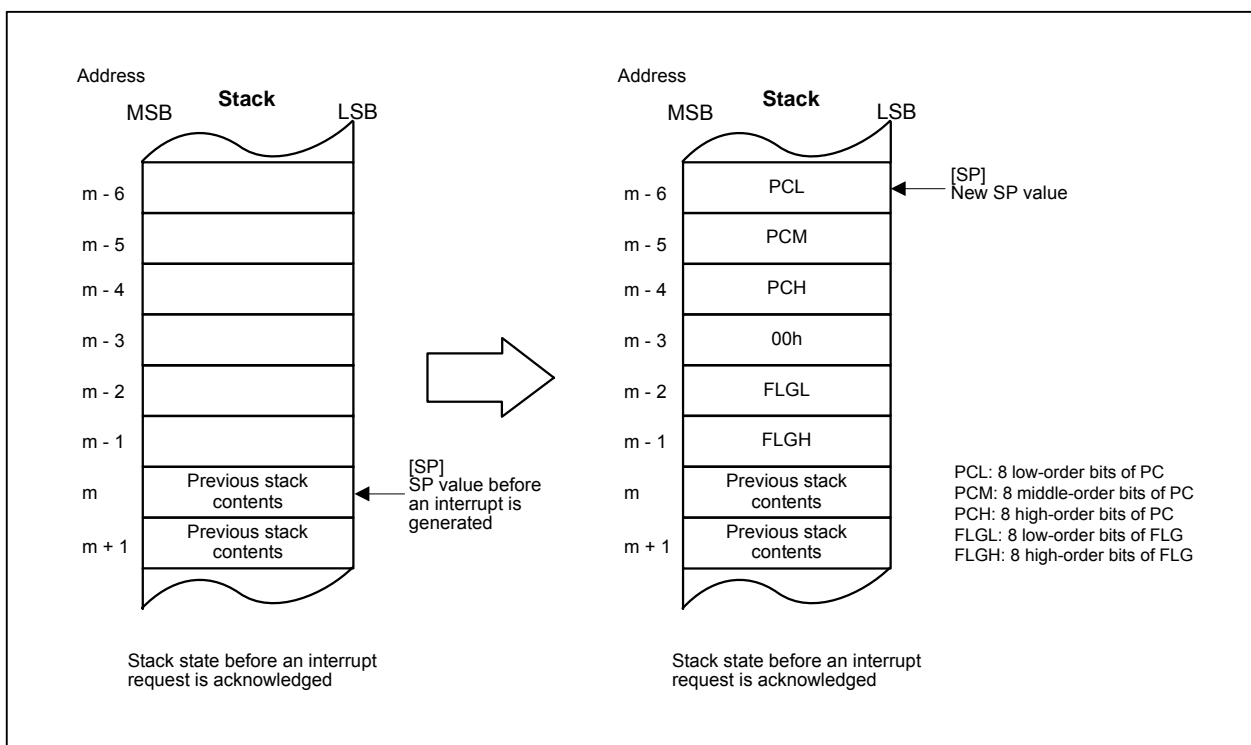 Address
Stack
MSB
LSB
m - 6
m - 5
m - 4
m - 3
m - 2
m - 1
m
Previous stack
contents
m + 1
Previous stack
contents
[SP]
SP value before
an interrupt is
generated
Stack state before an interrupt
request is acknowledged
Address
Stack
MSB
LSB
m - 6
PCL
m - 5
PCM
m - 4
PCH
m - 3
00h
m - 2
FLGL
m - 1
FLGH
m
Previous stack
contents
m + 1
Previous stack
contents
[SP]
New SP value
PCL: 8 low-order bits of PC
PCM: 8 middle-order bits of PC
PCH: 8 high-order bits of PC
FLGL: 8 low-order bits of FLG
FLGH: 8 high-order bits of FLG
Stack state before an interrupt
request is acknowledged